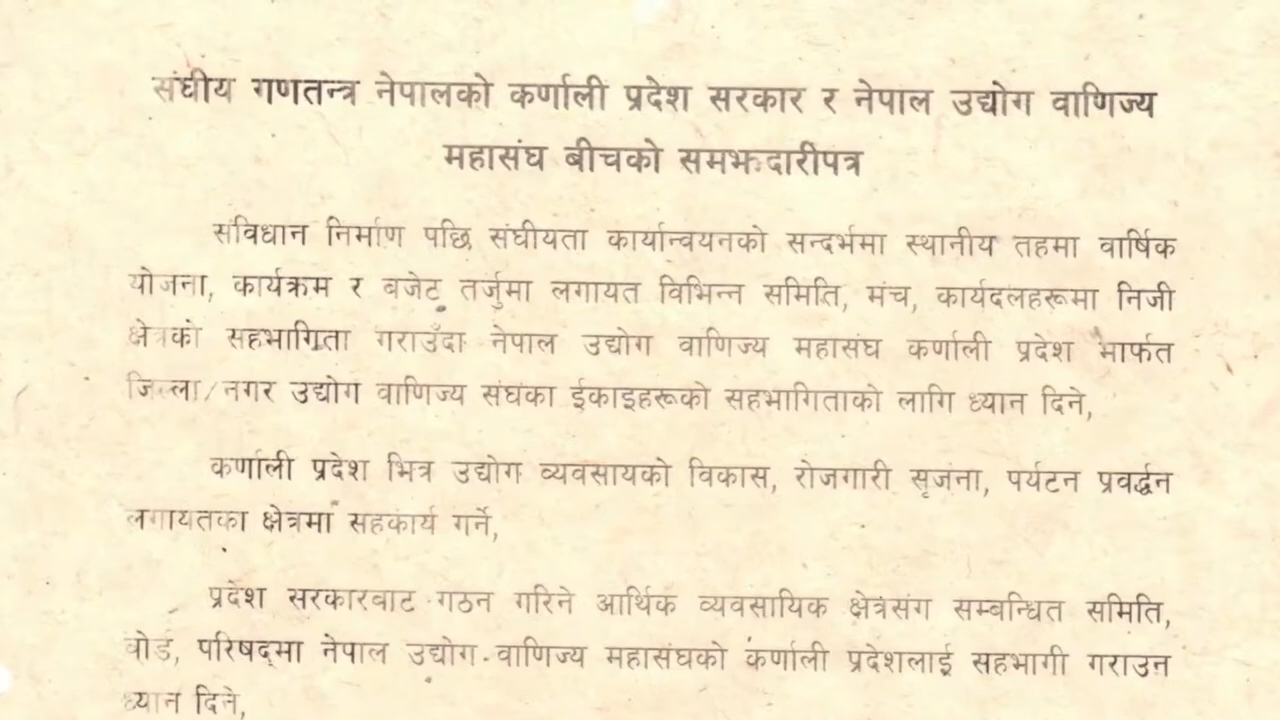 संघीय गणतन्त्र नेपालको कर्णाली प्रदेश सरकार र नेपाल उद्योग वाणिज्य
महासंघ बीचको समझदारीपत्र
संविधान निर्माण पछि संघीयता कार्यान्वयनको सन्दर्भमा स्थानीय तहमा वार्षिक
योजना, कार्यक्रम र बजेट तर्जुमा लगायत विभिन्न समिति, मंच, कार्यदलहरूमा निजी
क्षेत्रको सहभागिता गराउँदा नेपाल उद्योग वाणिज्य महासंघ कर्णाली प्रदेश मार्फत
जिल्ला/नगर उद्योग वाणिज्य संघका ईकाइहरूको सहभागिताको लागि ध्यान दिने,
कर्णाली प्रदेश भित्र उद्योग व्यवसायको विकास, रोजगारी सृजना, पर्यटन प्रवर्द्धन
लगायतका क्षेत्रमा सहकार्य गर्ने,
प्रदेश सरकारवाट गठन गरिने आर्थिक व्यवसायिक क्षेत्रसंग सम्बन्धित समिति,
वोर्ड, परिषद्मा नेपाल उद्योग वाणिज्य महासंघको कर्णाली प्रदेशलाई सहभागी गराउन
ध्यान दिने,